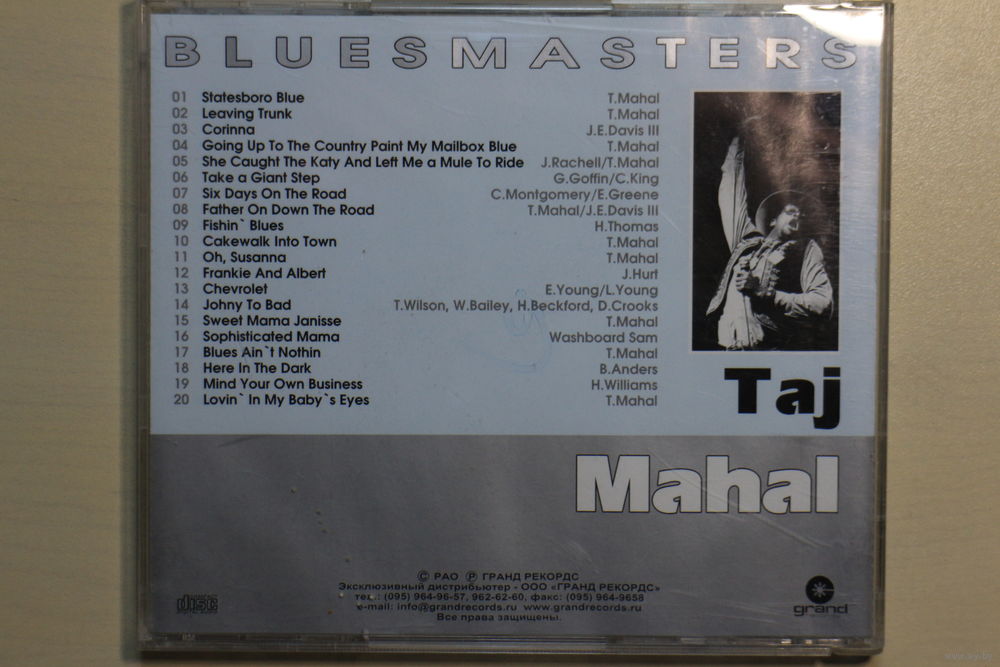 BLUESMASTERS
01 Statesboro Blue T.Mahal
02 Leaving Trunk T.Mahal
03 Corinna J.E.Davis III
04 Going Up To The Country Paint My Mailbox Blue T.Mahal
05 She Caught The Katy And Left Me a Mule To Ride J.Rachell/T.Mahal
06 Take a Giant Step G.Goffin/C.King
07 Six Days On The Road C.Montgomery/E.Greene
08 Father On Down The Road T.Mahal/J.E.Davis III
09 Fishin` Blues H.Thomas
10 Cakewalk Into Town T.Mahal
11 Oh, Susanna T.Mahal
12 Frankie And Albert J.Hurt
13 Chevrolet E.Young/L.Young
14 Johny To Bad T.Wilson, W.Bailey, H.Beckford, D.Crooks
15 Sweet Mama Janisse T.Mahal
16 Sophisticated Mama Washboard Sam
17 Blues Ain`t Nothin T.Mahal
18 Here In The Dark B.Anders
19 Mind Your Own Business H.Williams
20 Lovin` In My Baby`s Eyes T.Mahal
Taj
Mahal
© РАО ℗ ГРАНД РЕКОРДС
Эксклюзивный дистрибьютер - ООО «ГРАНД РЕКОРДС»
тел.: (095) 964-96-57, 962-62-60, факс: (095) 964-9658
e-mail: info@grandrecords.ru www.grandrecords.ru
Все права защищены.
disc
grand